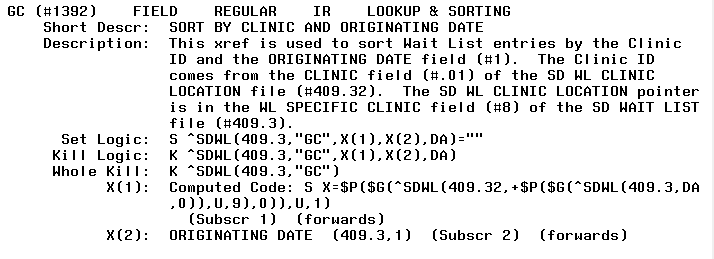 GC (#1392)    FIELD    REGULAR    IR    LOOKUP & SORTING
Short Descr:  SORT BY CLINIC AND ORIGINATING DATE
Description:  This xref is used to sort Wait List entries by the Clinic
ID and the ORIGINATING DATE field (#1).  The Clinic ID
comes from the CLINIC field (#.01) of the SD WL CLINIC
LOCATION file (#409.32).  The SD WL CLINIC LOCATION pointer
is in the WL SPECIFIC CLINIC field (#8) of the SD WAIT LIST
file (#409.3).
Set Logic:  S ^SDWL(409.3,"GC",X(1),X(2),DA)=""
Kill Logic:  K ^SDWL(409.3,"GC",X(1),X(2),DA)
Whole Kill:  K ^SDWL(409.3,"GC")
X(1):  Computed Code: S X=$P($G(^SDWL(409.32,+$P($G(^SDWL(409.3,DA
,0)),U,9),0)),U,1)
(Subscr 1)  (forwards)
X(2):  ORIGINATING DATE  (409.3,1)  (Subscr 2)  (forwards)